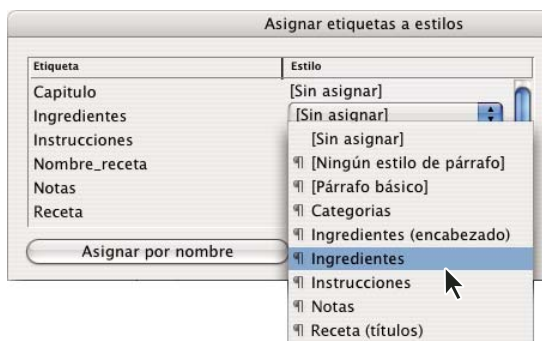 Asignar etiquetas a estilos
Etiqueta Estilo
Capitulo [Sin asignar]
Ingredientes [Sin asignar]
Instrucciones [Sin asignar]
Nombre_receta ¶ [Ningún estilo de párrafo]
Notas ¶ [Párrafo básico]
Receta ¶ Categorias
¶ Ingredientes (encabezado)
Asignar por nombre ¶ Ingredientes
¶ Instrucciones
¶ Notas
¶ Receta (títulos)